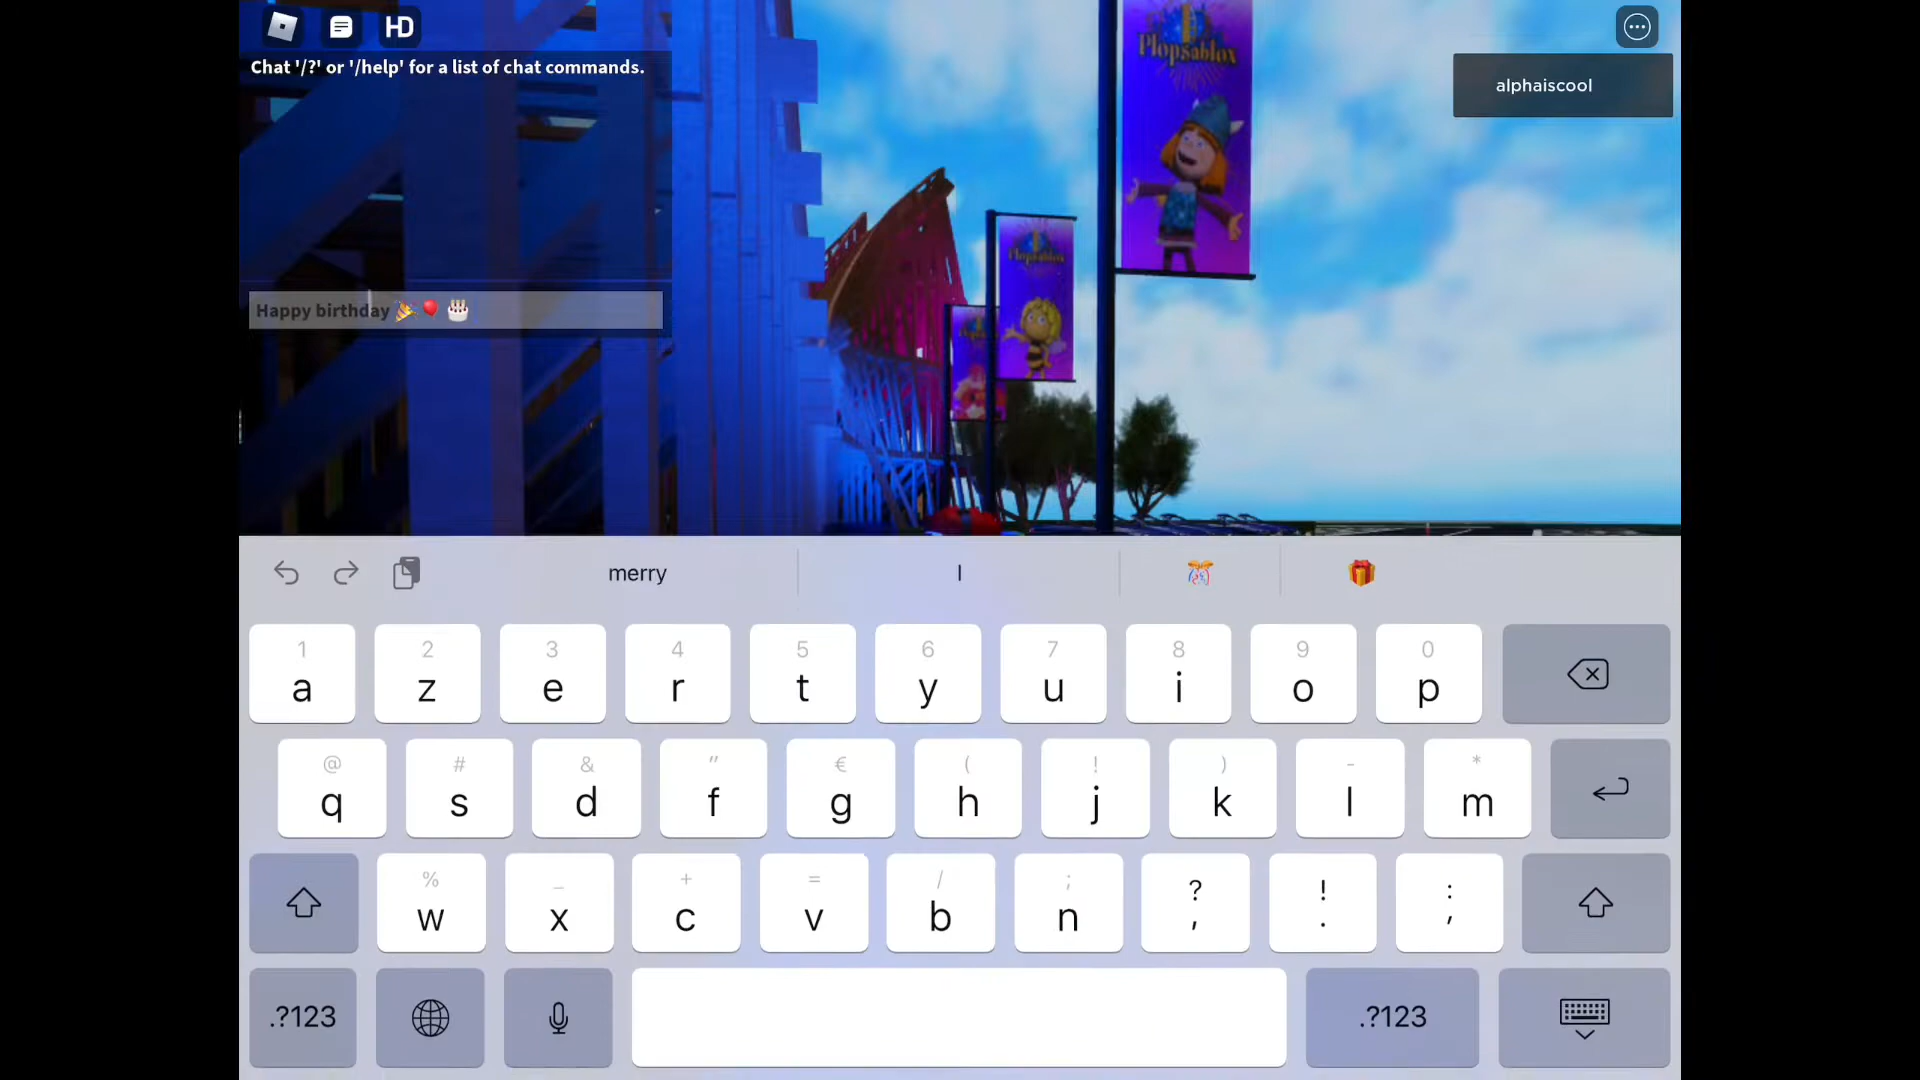 HD
Chat '/?' or '/help' for a list of chat commands.
alphaiscool
Plopsablox
Plopsablox
Happy birthday 🎉🎈🎂
merry
I
🎊
🎁
1 2 3 4 5 6 7 8 9 0
a z e r t y u i o p
@ # & " € ( ! ) - *
q s d f g h j k l m
% _ + = / ; ? ! :
w x c v b n , . ,
.?123 .?123